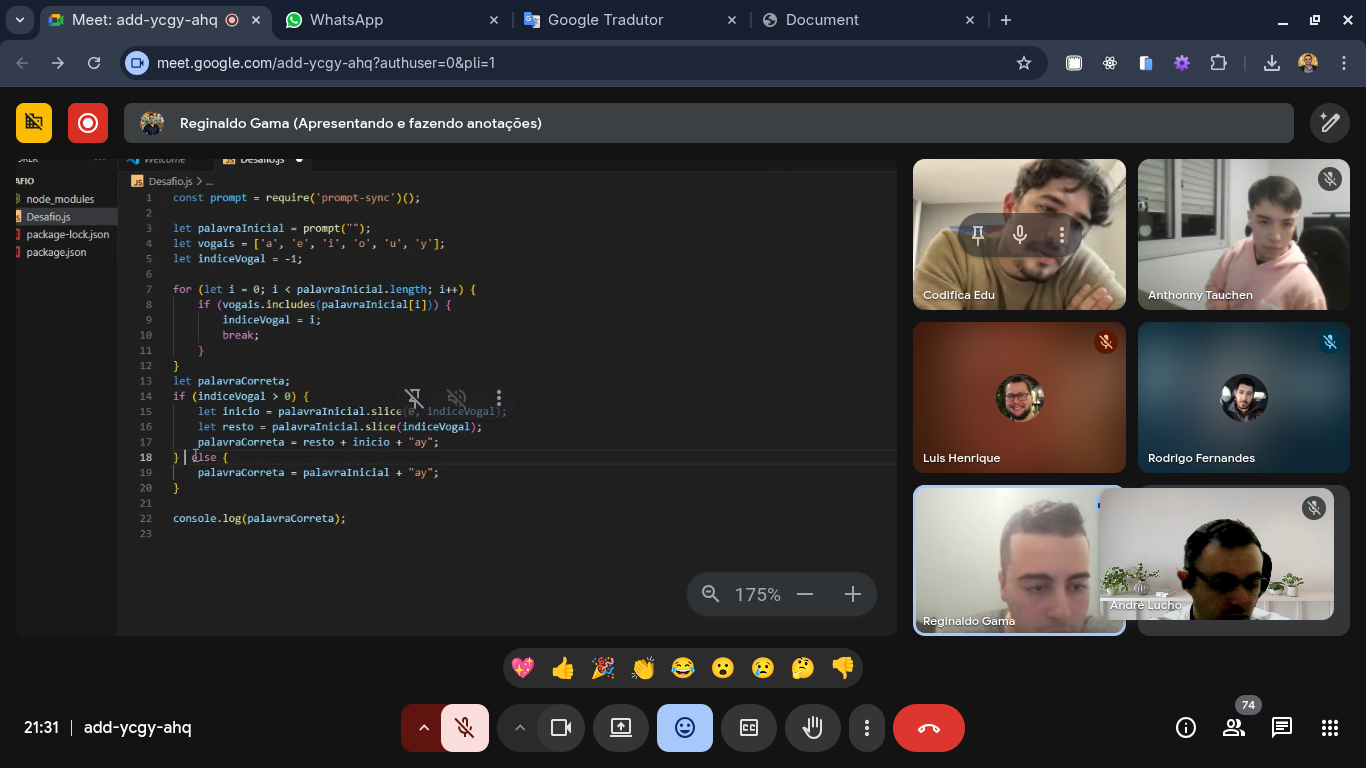 Meet: add-ycgy-ahq
WhatsApp
Google Tradutor
Document
meet.google.com/add-ycgy-ahq?authuser=0&pli=1
Reginaldo Gama (Apresentando e fazendo anotações)
Welcome
JS Desafio.js
AFIO
node_modules
Desafio.js
package-lock.json
package.json
JS Desafio.js > ...
1 const prompt = require('prompt-sync')();
2
3 let palavraInicial = prompt("");
4 let vogais = ['a', 'e', 'i', 'o', 'u', 'y'];
5 let indiceVogal = -1;
6
7 for (let i = 0; i < palavraInicial.length; i++) {
8 if (vogais.includes(palavraInicial[i])) {
9 indiceVogal = i;
10 break;
11 }
12 }
13 let palavraCorreta;
14 if (indiceVogal > 0) {
15 let inicio = palavraInicial.slice(0, indiceVogal);
16 let resto = palavraInicial.slice(indiceVogal);
17 palavraCorreta = resto + inicio + "ay";
18 } else {
19 palavraCorreta = palavraInicial + "ay";
20 }
21
22 console.log(palavraCorreta);
23
175%
Codifica Edu
Anthonny Tauchen
Luis Henrique
Rodrigo Fernandes
Reginaldo Gama
André Lucho
21:31
add-ycgy-ahq
CC
74